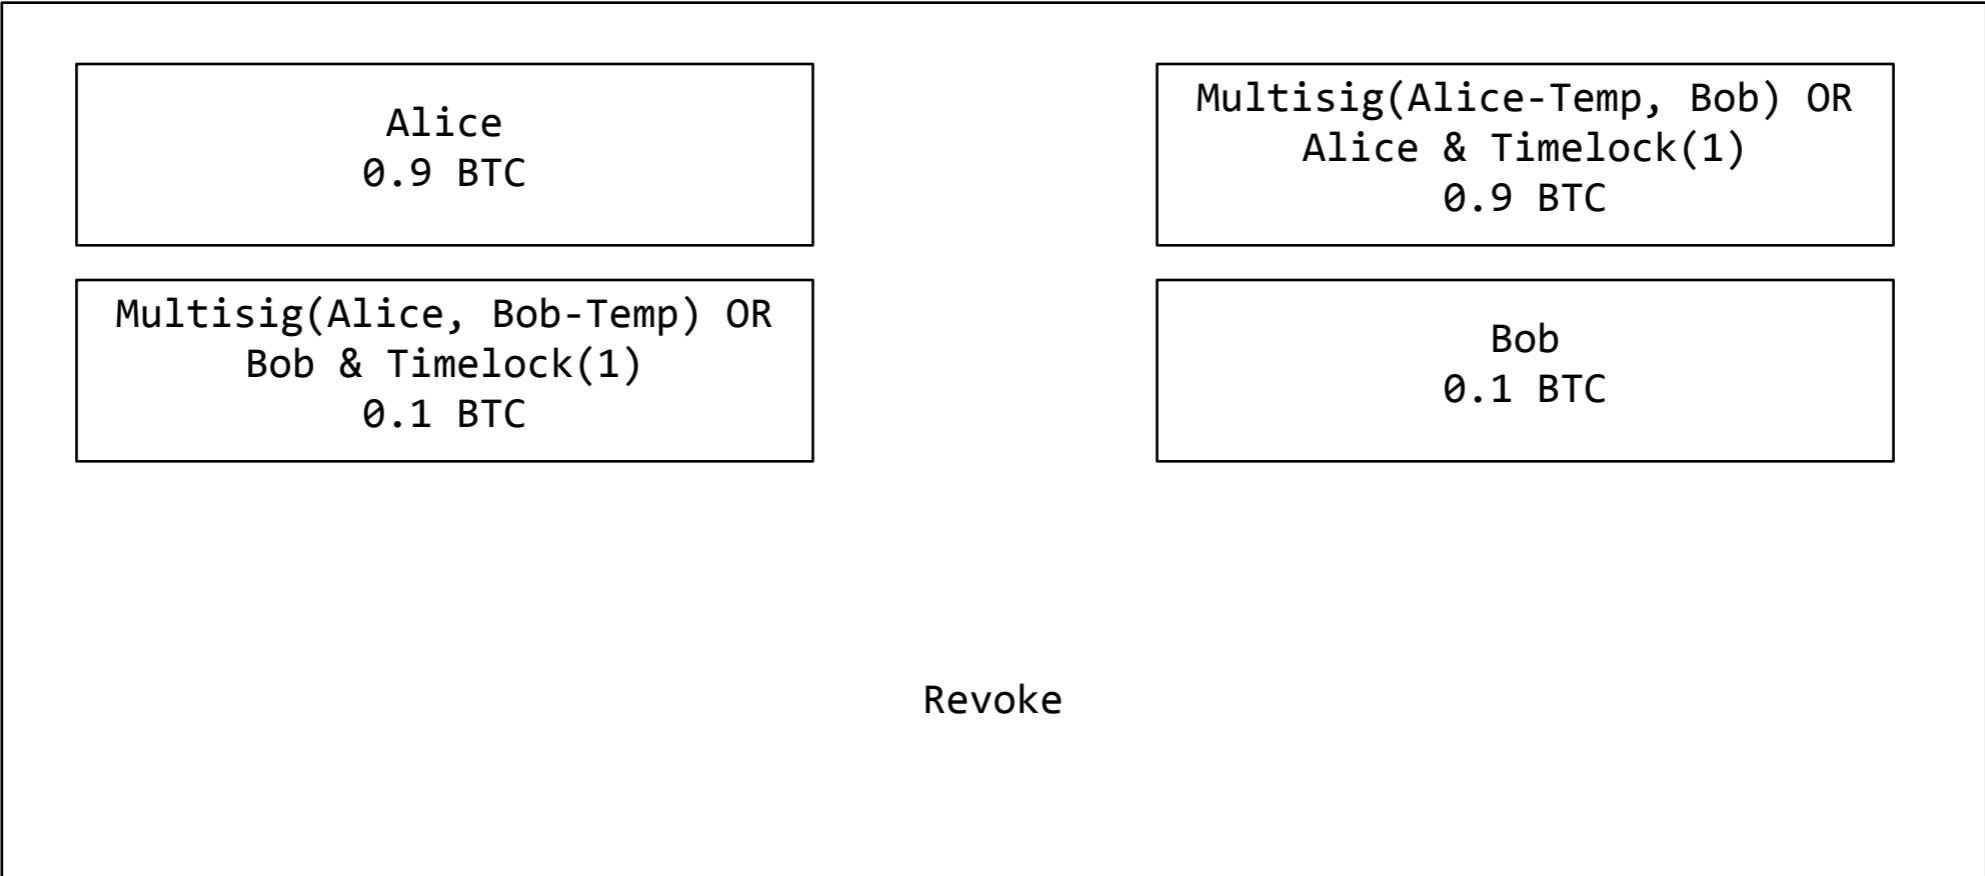 Alice
0.9 BTC
Multisig(Alice, Bob-Temp) OR
Bob & Timelock(1)
0.1 BTC
Multisig(Alice-Temp, Bob) OR
Alice & Timelock(1)
0.9 BTC
Bob
0.1 BTC
Revoke